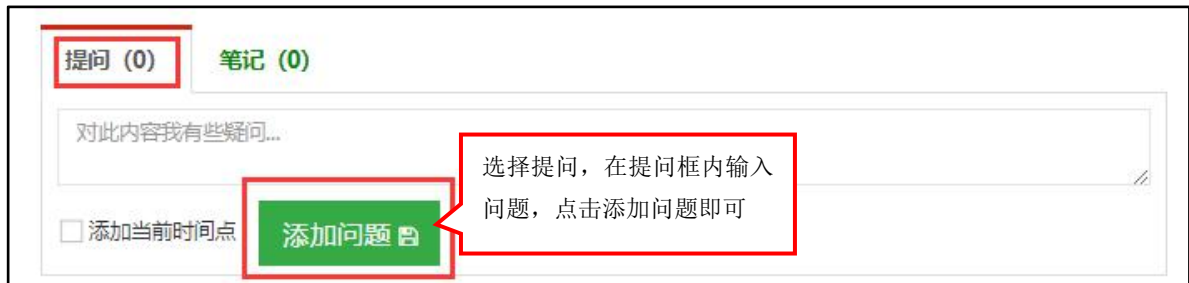 提问 (0) 笔记 (0)
对此内容我有些疑问...
选择提问，在提问框内输入
问题，点击添加问题即可
添加当前时间点 添加问题